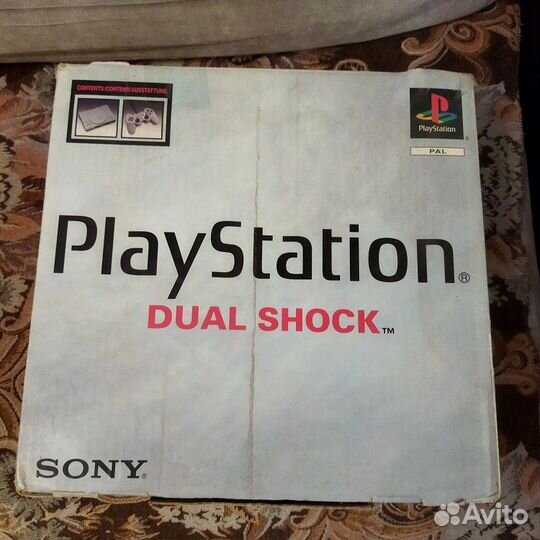 CONTENTS/CONTENU/AUSSTATTUNG
PlayStation
PAL
PlayStation®
DUAL SHOCK™
SONY®
Avito